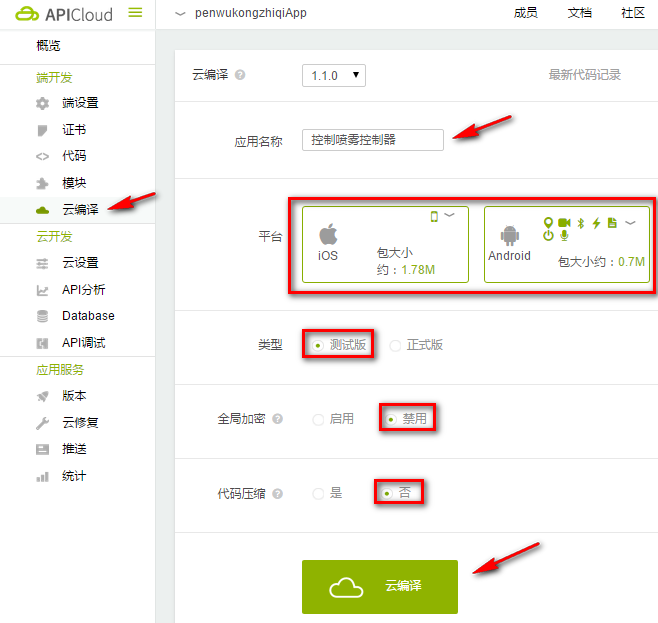 APICloud
penwukongzhiqiApp
成员 文档 社区
概览
端开发
端设置
证书
代码
模块
云编译
云开发
云设置
API分析
Database
API调试
应用服务
版本
云修复
推送
统计
云编译 ? 1.1.0 最新代码记录
应用名称 控制喷雾控制器
平台
iOS
包大小
约：1.78M
Android
包大小约：0.7M
类型 测试版 正式版
全局加密 ? 启用 禁用
代码压缩 ? 是 否
云编译